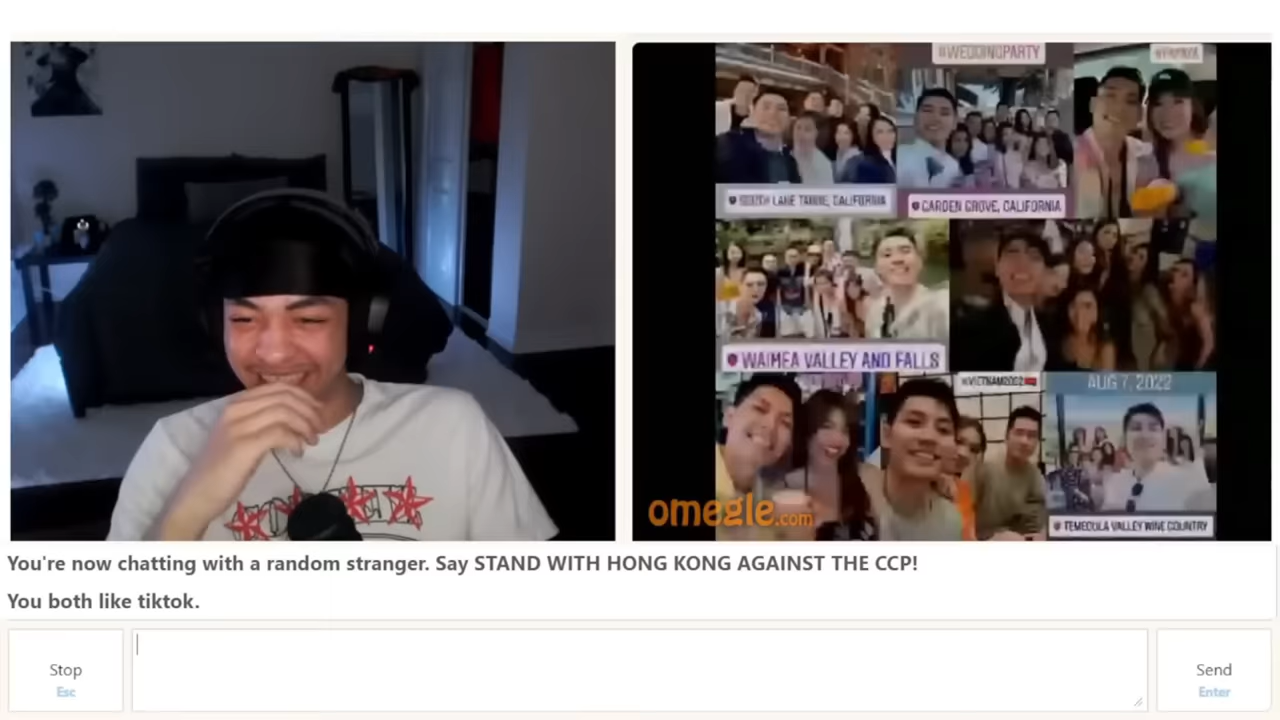 #WEDDINGPARTY
SOUTH LAKE TAHOE, CALIFORNIA
GARDEN GROVE, CALIFORNIA
WAIMEA VALLEY AND FALLS
#VIETNAM2022
AUG 7, 2022
TEMECULA VALLEY WINE COUNTRY
omegle.com
You're now chatting with a random stranger. Say STAND WITH HONG KONG AGAINST THE CCP!
You both like tiktok.
Stop
Esc
Send
Enter